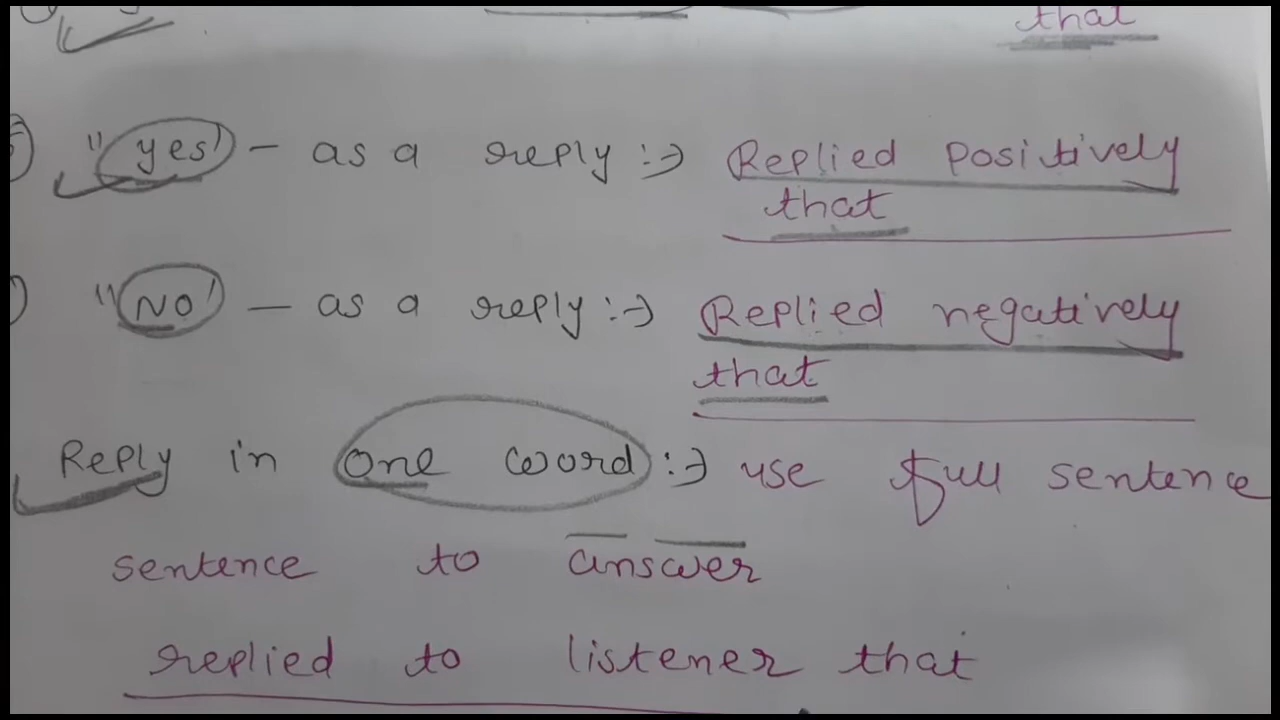 that
"yes" - as a reply :-> Replied positively
that
"No" - as a reply :-> Replied negatively
that
Reply in one word :-> use full sentence
sentence to answer
replied to listener that